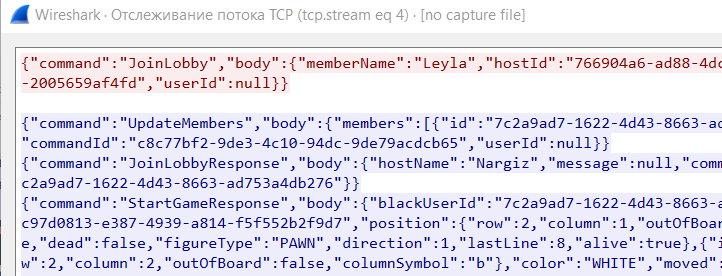 Wireshark · Отслеживание потока TCP (tcp.stream eq 4) · [no capture file]
{"command":"JoinLobby","body":{"memberName":"Leyla","hostId":"766904a6-ad88-4dc
-2005659af4fd","userId":null}}
{"command":"UpdateMembers","body":{"members":[{"id":"7c2a9ad7-1622-4d43-8663-ad
"commandId":"c8c77bf2-9de3-4c10-94dc-9de79acdcb65","userId":null}}
{"command":"JoinLobbyResponse","body":{"hostName":"Nargiz","message":null,"comm
c2a9ad7-1622-4d43-8663-ad753a4db276"}}
{"command":"StartGameResponse","body":{"blackUserId":"7c2a9ad7-1622-4d43-8663-a
c97d0813-e387-4939-a814-f5f552b2f9d7","position":{"row":2,"column":1,"outOfBoar
e,"dead":false,"figureType":"PAWN","direction":1,"lastLine":8,"alive":true},{"i
w":2,"column":2,"outOfBoard":false,"columnSymbol":"b"},"color":"WHITE","moved":